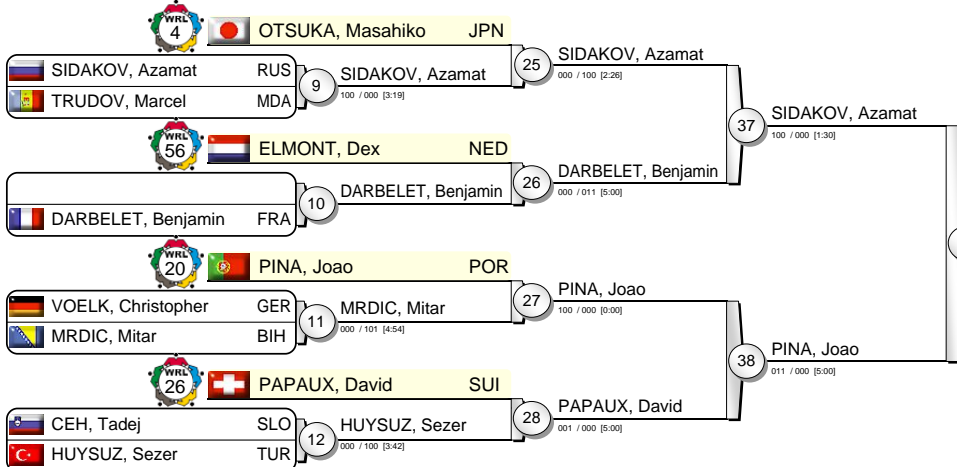 WRL
4
OTSUKA, Masahiko JPN
SIDAKOV, Azamat RUS
TRUDOV, Marcel MDA
9
SIDAKOV, Azamat
100 / 000 [3:19]
25
SIDAKOV, Azamat
000 / 100 [2:26]
WRL
56
ELMONT, Dex NED
DARBELET, Benjamin FRA
10
DARBELET, Benjamin
26
DARBELET, Benjamin
000 / 011 [5:00]
37
SIDAKOV, Azamat
100 / 000 [1:30]
WRL
20
PINA, Joao POR
VOELK, Christopher GER
MRDIC, Mitar BIH
11
MRDIC, Mitar
000 / 101 [4:54]
27
PINA, Joao
100 / 000 [0:00]
WRL
26
PAPAUX, David SUI
CEH, Tadej SLO
HUYSUZ, Sezer TUR
12
HUYSUZ, Sezer
000 / 100 [3:42]
28
PAPAUX, David
001 / 000 [5:00]
38
PINA, Joao
011 / 000 [5:00]